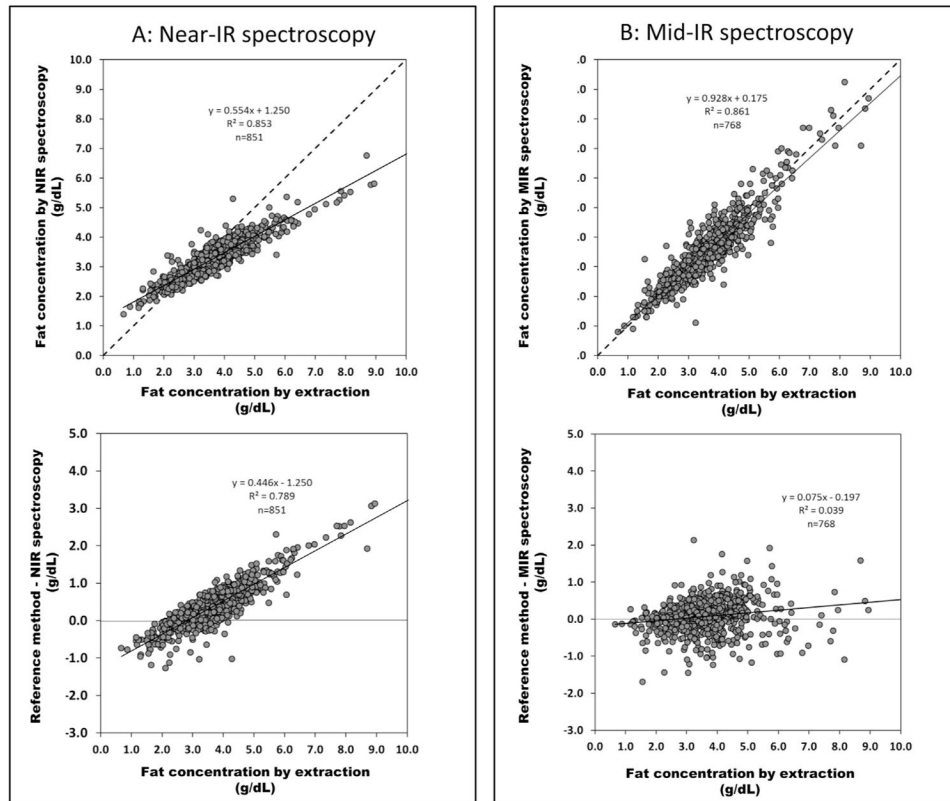 A: Near-IR spectroscopy
Fat concentration by NIR spectroscopy
(g/dL)
10.0
9.0
8.0
7.0
6.0
5.0
4.0
3.0
2.0
1.0
0.0
y = 0.554x + 1.250
R² = 0.853
n=851
0.0 1.0 2.0 3.0 4.0 5.0 6.0 7.0 8.0 9.0 10.0
Fat concentration by extraction
(g/dL)
Reference method - NIR spectroscopy
(g/dL)
5.0
4.0
3.0
2.0
1.0
0.0
-1.0
-2.0
-3.0
y = 0.446x - 1.250
R² = 0.789
n=851
0.0 1.0 2.0 3.0 4.0 5.0 6.0 7.0 8.0 9.0 10.0
Fat concentration by extraction
(g/dL)
B: Mid-IR spectroscopy
Fat concentration by MIR spectroscopy
(g/dL)
.0
.0
.0
.0
.0
.0
.0
.0
.0
.0
.0
y = 0.928x + 0.175
R² = 0.861
n=768
0.0 1.0 2.0 3.0 4.0 5.0 6.0 7.0 8.0 9.0 10.0
Fat concentration by extraction
(g/dL)
Reference method - MIR spectroscopy
(g/dL)
5.0
4.0
3.0
2.0
1.0
0.0
-1.0
-2.0
-3.0
y = 0.075x - 0.197
R² = 0.039
n=768
0.0 1.0 2.0 3.0 4.0 5.0 6.0 7.0 8.0 9.0 10.0
Fat concentration by extraction
(g/dL)